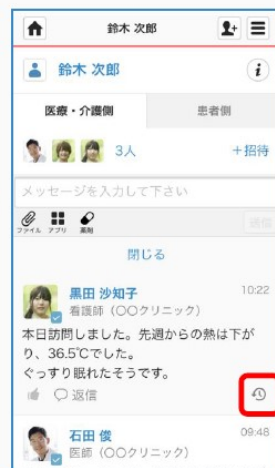 鈴木 次郎
鈴木 次郎
医療・介護側
患者側
3人
+招待
メッセージを入力して下さい
ファイル アプリ 薬剤
送信
閉じる
黒田 沙知子
10:22
看護師（〇〇クリニック）
本日訪問しました。先週からの熱は下が
り、36.5℃でした。
ぐっすり眠れたそうです。
返信
石田 俊
09:48
医師（〇〇クリニック）